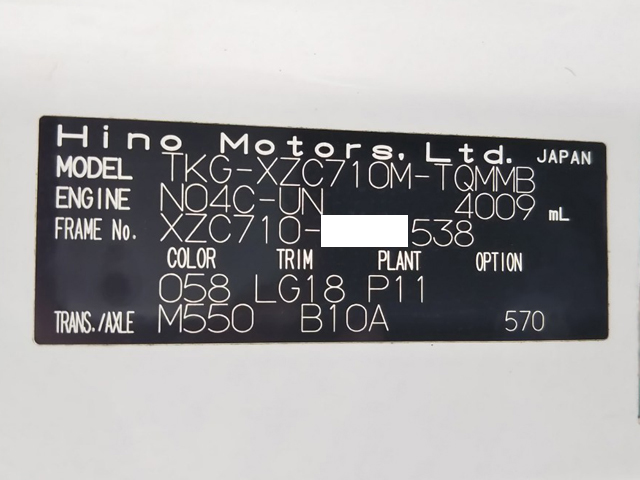 Hino Motors, Ltd. JAPAN
MODEL TKG-XZC710M-TQMMB
ENGINE N04C-UN 4009 mL
FRAME No. XZC710- 538
COLOR TRIM PLANT OPTION
058 LG18 P11
TRANS./AXLE M550 B10A 570